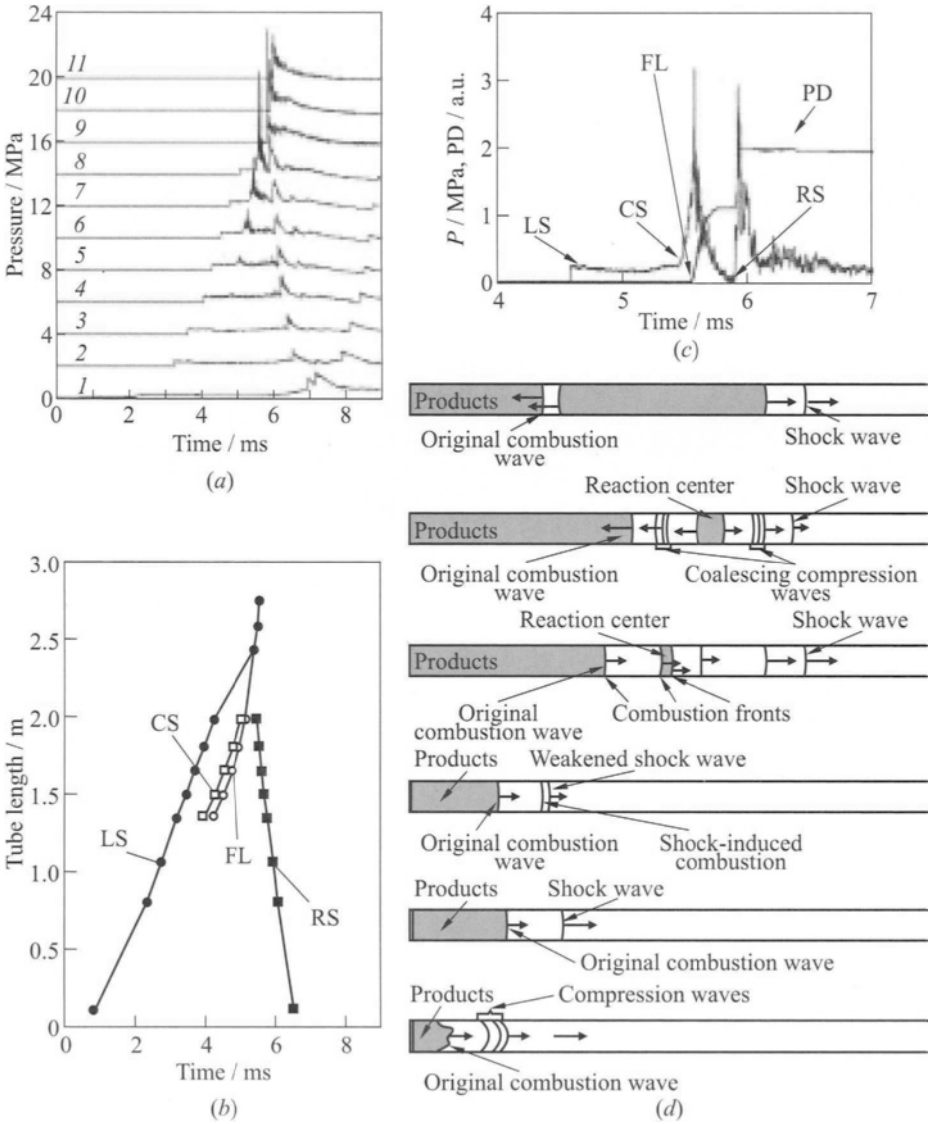 24
20
16
12
8
4
0
Pressure / MPa
11
10
9
8
7
6
5
4
3
2
1
0 2 4 6 8
Time / ms
(a)
4
3
2
1
0
P / MPa, PD / a.u.
FL
PD
LS
CS
RS
4 5 6 7
Time / ms
(c)
3.0
2.5
2.0
1.5
1.0
0.5
0
Tube length / m
CS
LS
FL
RS
0 2 4 6 8
Time / ms
(b)
Products
Original combustion
wave
Shock wave
Reaction center
Shock wave
Products
Original combustion
wave
Coalescing compression
waves
Reaction center
Shock wave
Products
Original
combustion wave
Combustion fronts
Products
Weakened shock wave
Original combustion
wave
Shock-induced
combustion
Products
Shock wave
Original combustion wave
Products
Compression waves
Original combustion wave
(d)